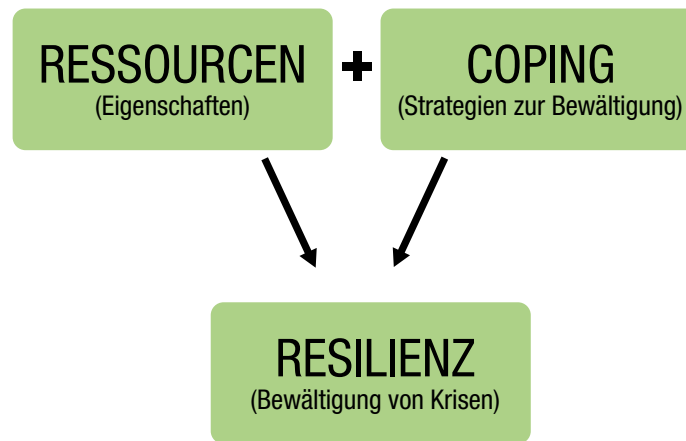 RESSOURCEN
(Eigenschaften)
+
COPING
(Strategien zur Bewältigung)
RESILIENZ
(Bewältigung von Krisen)